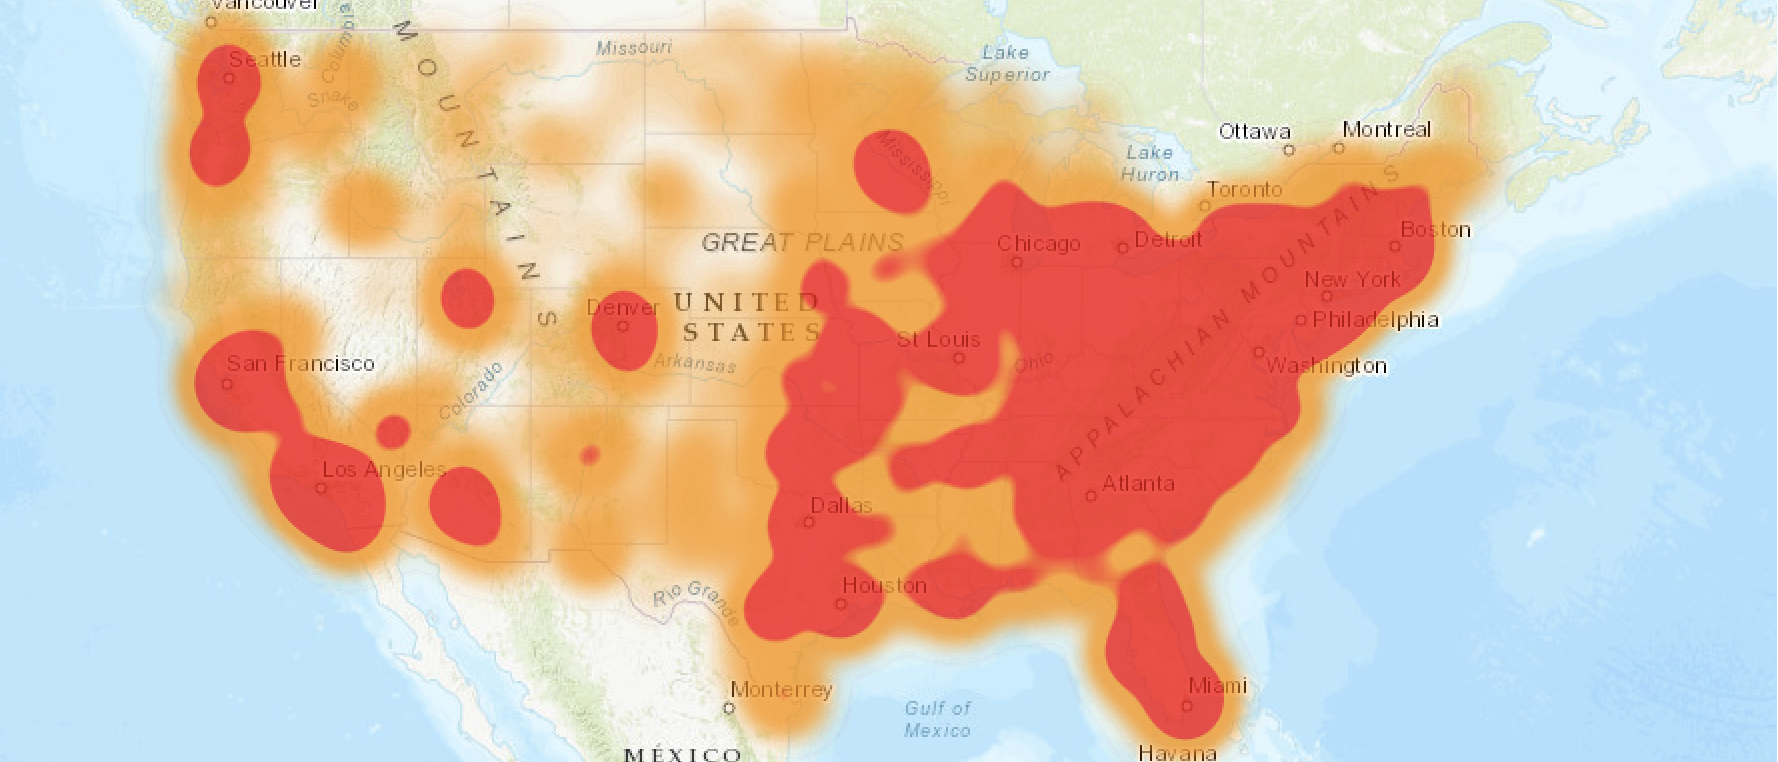 Vancouver
Seattle
Columbia
Snake
MOUNTAINS
Missouri
Lake
Superior
Mississippi
Ottawa
Montreal
Lake
Huron
Toronto
GREAT PLAINS
Chicago
Detroit
Boston
New York
APPALACHIAN MOUNTAINS
Denver
UNITED
STATES
Philadelphia
St Louis
Ohio
Washington
San Francisco
Arkansas
Colorado
Los Angeles
Atlanta
Dallas
Houston
Rio Grande
Monterrey
Miami
Gulf of
Mexico
MÉXICO
Havana